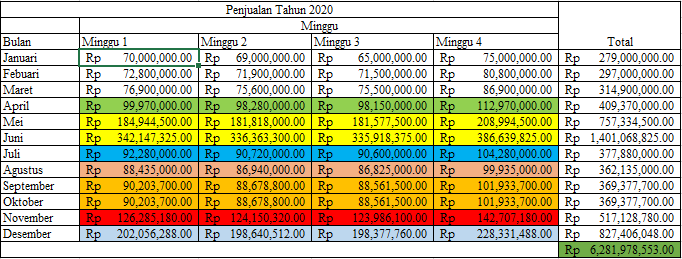 Penjualan Tahun 2020
Minggu
Bulan Minggu 1 Minggu 2 Minggu 3 Minggu 4 Total
Januari Rp 70,000,000.00 Rp 69,000,000.00 Rp 65,000,000.00 Rp 75,000,000.00 Rp 279,000,000.00
Febuari Rp 72,800,000.00 Rp 71,900,000.00 Rp 71,500,000.00 Rp 80,800,000.00 Rp 297,000,000.00
Maret Rp 76,900,000.00 Rp 75,600,000.00 Rp 75,500,000.00 Rp 86,900,000.00 Rp 314,900,000.00
April Rp 99,970,000.00 Rp 98,280,000.00 Rp 98,150,000.00 Rp 112,970,000.00 Rp 409,370,000.00
Mei Rp 184,944,500.00 Rp 181,818,000.00 Rp 181,577,500.00 Rp 208,994,500.00 Rp 757,334,500.00
Juni Rp 342,147,325.00 Rp 336,363,300.00 Rp 335,918,375.00 Rp 386,639,825.00 Rp 1,401,068,825.00
Juli Rp 92,280,000.00 Rp 90,720,000.00 Rp 90,600,000.00 Rp 104,280,000.00 Rp 377,880,000.00
Agustus Rp 88,435,000.00 Rp 86,940,000.00 Rp 86,825,000.00 Rp 99,935,000.00 Rp 362,135,000.00
September Rp 90,203,700.00 Rp 88,678,800.00 Rp 88,561,500.00 Rp 101,933,700.00 Rp 369,377,700.00
Oktober Rp 90,203,700.00 Rp 88,678,800.00 Rp 88,561,500.00 Rp 101,933,700.00 Rp 369,377,700.00
November Rp 126,285,180.00 Rp 124,150,320.00 Rp 123,986,100.00 Rp 142,707,180.00 Rp 517,128,780.00
Desember Rp 202,056,288.00 Rp 198,640,512.00 Rp 198,377,760.00 Rp 228,331,488.00 Rp 827,406,048.00
Rp 6,281,978,553.00